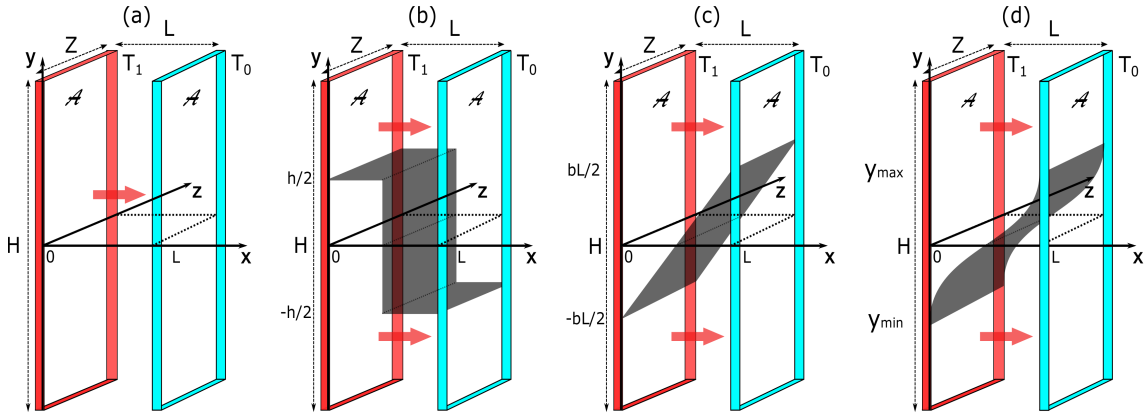 (a) (b) (c) (d)
Z L Z L Z L Z L
y T₁ T₀ y T₁ T₀ y T₁ T₀ y T₁ T₀
A A A A A A A A
h/2 bL/2 yₘₐₓ
z z z z
H 0 L x H 0 L x H 0 L x H 0 L x
-h/2 -bL/2 yₘᵢₙ